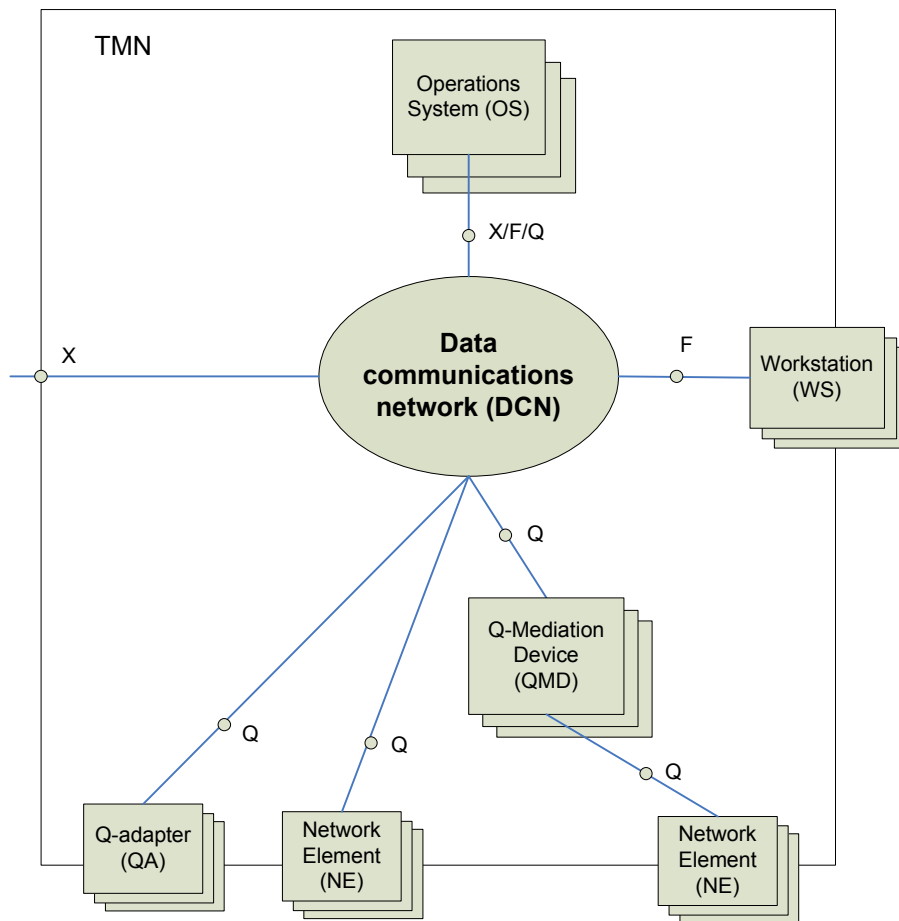 TMN
Operations
System (OS)
X/F/Q
X
Data
communications
network (DCN)
F
Workstation
(WS)
Q
Q-Mediation
Device
(QMD)
Q
Q
Q
Q-adapter
(QA)
Network
Element
(NE)
Network
Element
(NE)